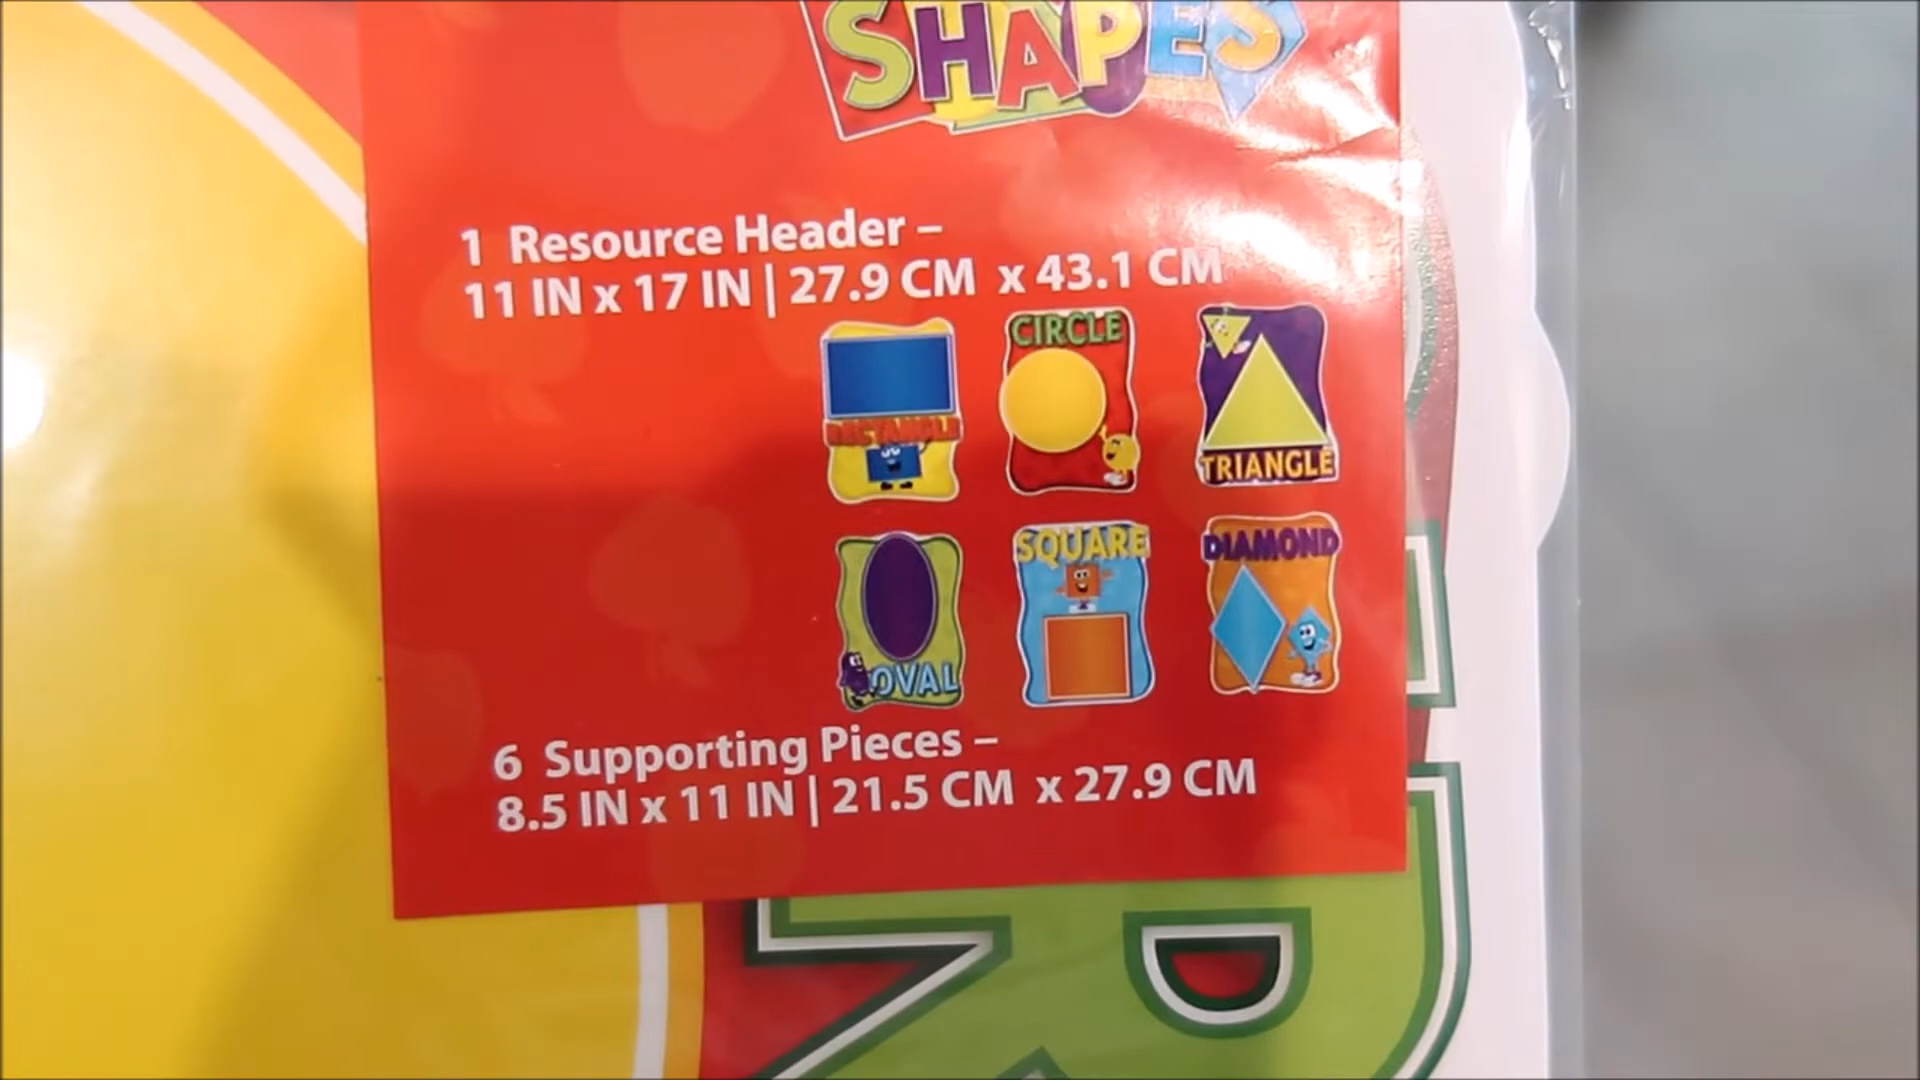 SHAPES
1 Resource Header –
11 IN x 17 IN | 27.9 CM x 43.1 CM
RECTANGLE
CIRCLE
TRIANGLE
OVAL
SQUARE
DIAMOND
6 Supporting Pieces –
8.5 IN x 11 IN | 21.5 CM x 27.9 CM
R